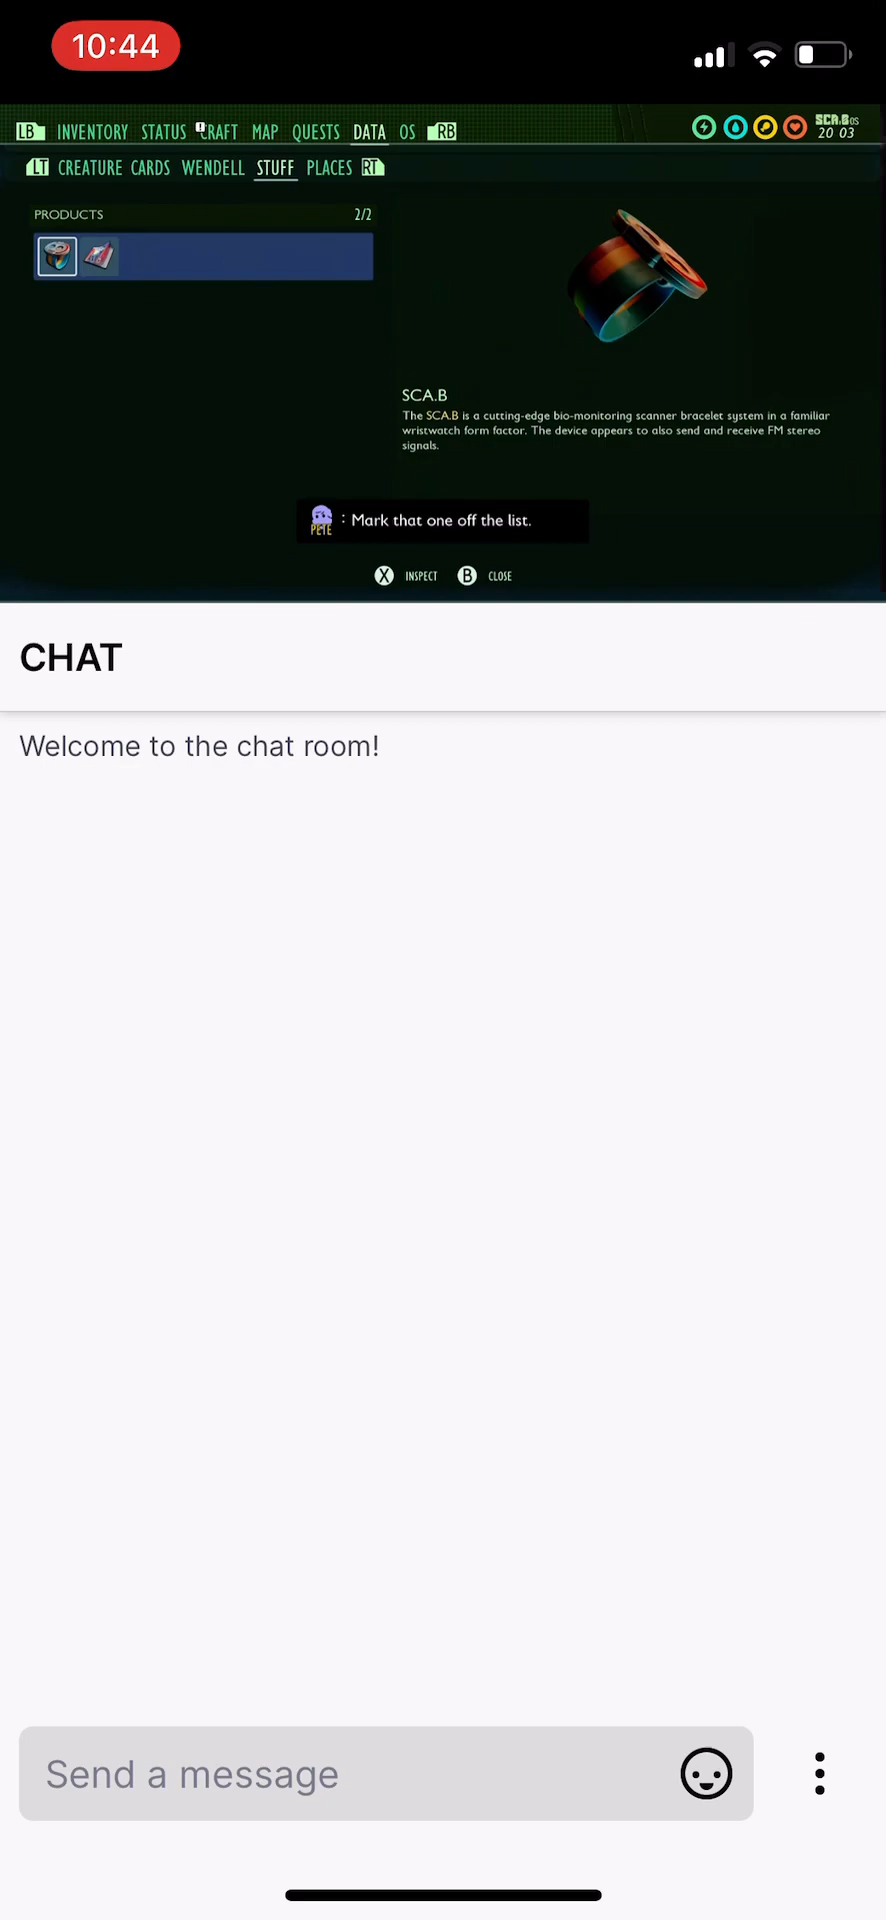 10:44
LB INVENTORY STATUS ! CRAFT MAP QUESTS DATA OS RB
SCA.B OS
20 03
LT CREATURE CARDS WENDELL STUFF PLACES RT
PRODUCTS 2/2
SCA.B
The SCA.B is a cutting-edge bio-monitoring scanner bracelet system in a familiar
wristwatch form factor. The device appears to also send and receive FM stereo
signals.
PETE : Mark that one off the list.
X INSPECT B CLOSE
CHAT
Welcome to the chat room!
Send a message